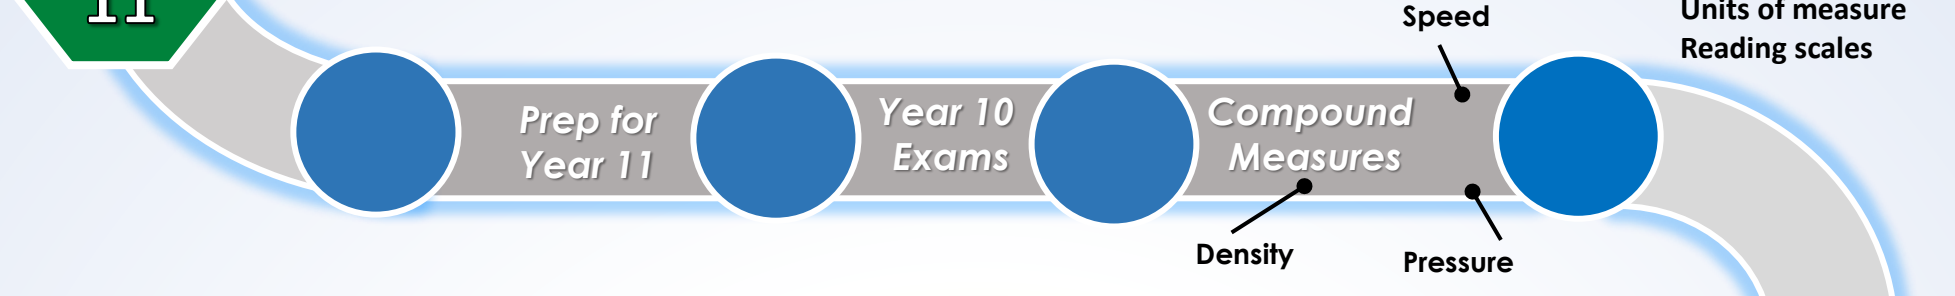 11
Speed
Units of measure
Reading scales
Prep for
Year 11
Year 10
Exams
Compound
Measures
Density
Pressure